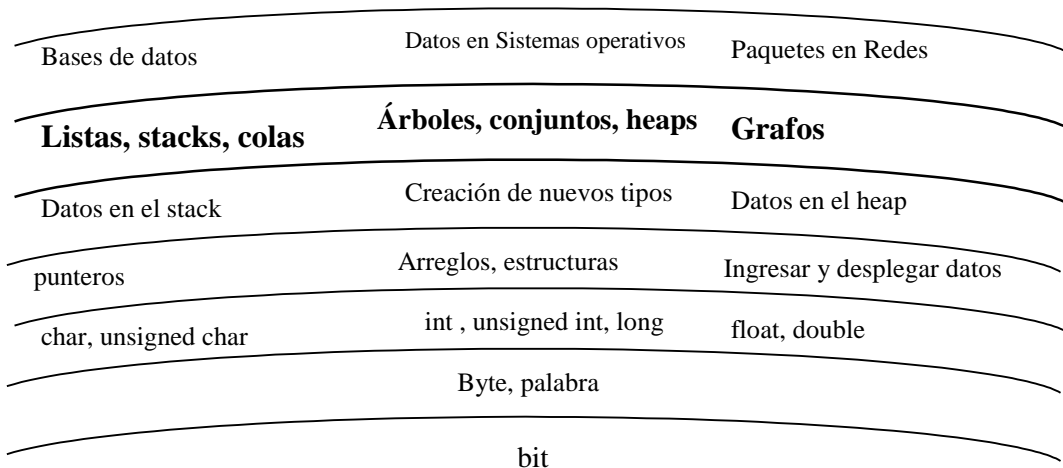 Bases de datos
Datos en Sistemas operativos
Paquetes en Redes
Listas, stacks, colas
Árboles, conjuntos, heaps
Grafos
Datos en el stack
Creación de nuevos tipos
Datos en el heap
punteros
Arreglos, estructuras
Ingresar y desplegar datos
char, unsigned char
int , unsigned int, long
float, double
Byte, palabra
bit